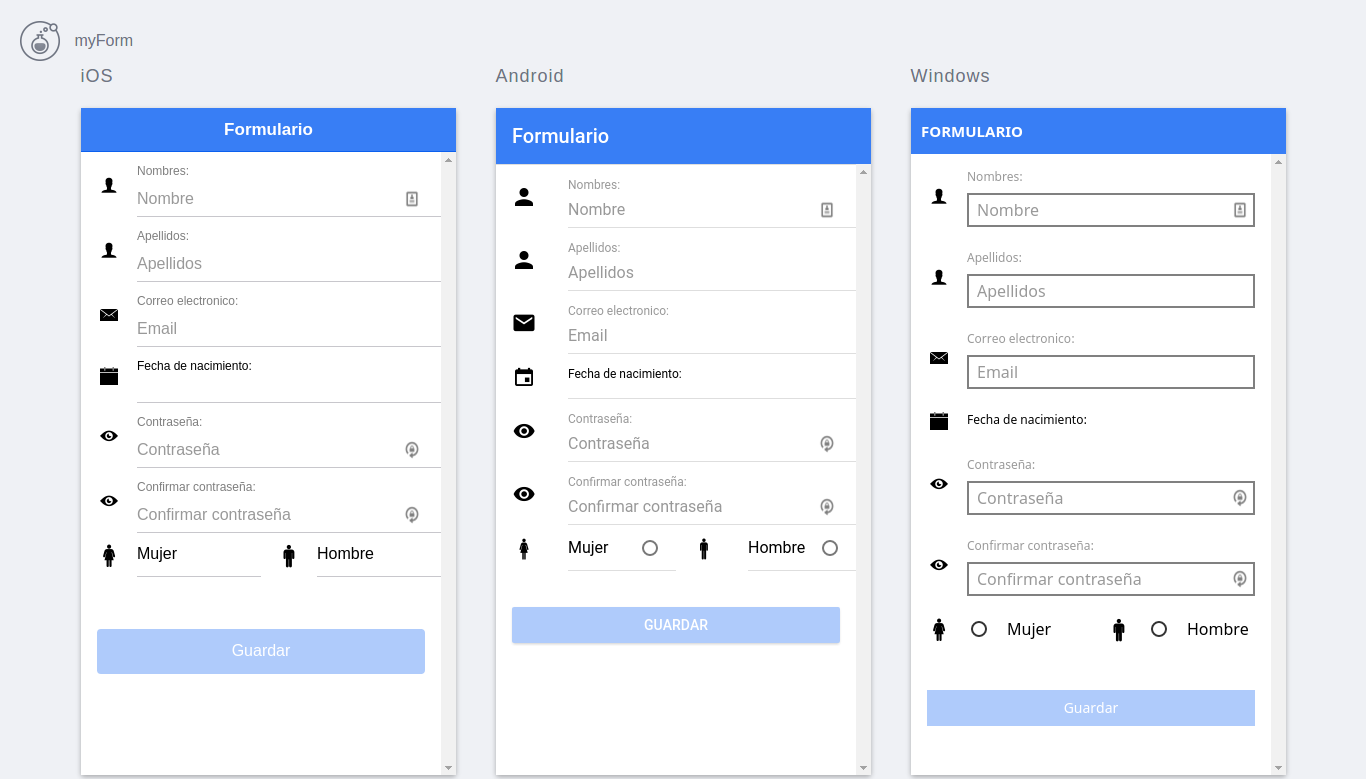 myForm
iOS
Formulario
Nombres:
Nombre
Apellidos:
Apellidos
Correo electronico:
Email
Fecha de nacimiento:
Contraseña:
Contraseña
Confirmar contraseña:
Confirmar contraseña
Mujer Hombre
Guardar
Android
Formulario
Nombres:
Nombre
Apellidos:
Apellidos
Correo electronico:
Email
Fecha de nacimiento:
Contraseña:
Contraseña
Confirmar contraseña:
Confirmar contraseña
Mujer Hombre
GUARDAR
Windows
FORMULARIO
Nombres:
Nombre
Apellidos:
Apellidos
Correo electronico:
Email
Fecha de nacimiento:
Contraseña:
Contraseña
Confirmar contraseña:
Confirmar contraseña
Mujer Hombre
Guardar